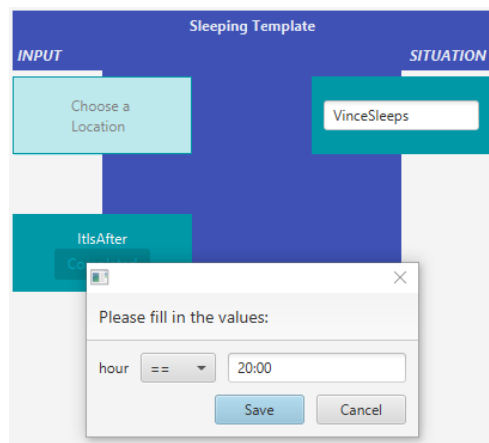 Sleeping Template
INPUT
SITUATION
Choose a
Location
VinceSleeps
ItIsAfter
Please fill in the values:
hour == 20:00
Save Cancel